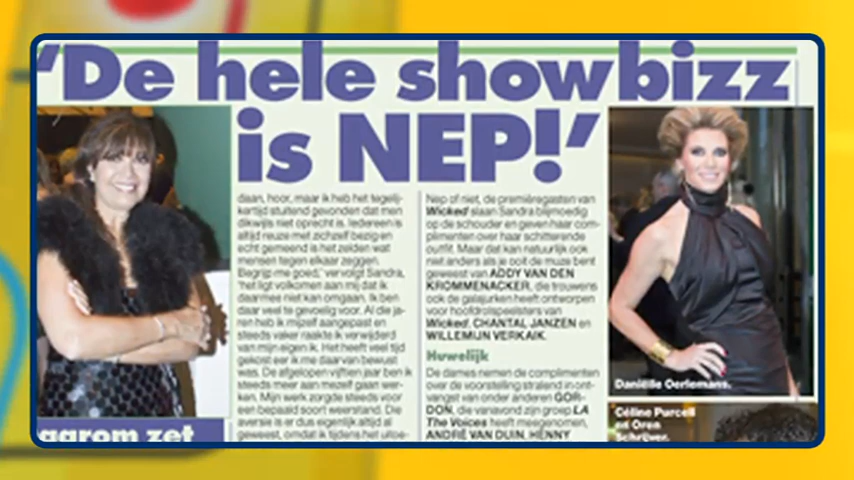 'De hele showbizz
is NEP!'
daan, hoor, maar ik heb het tegelij-
kertijd stuitend gevonden dat men
dikwijls niet oprecht is. Iedereen is
altijd reuze met zichzelf bezig en
echt gemeend is het zelden wat
mensen tegen elkaar zeggen.
Begrijp me goed,' vervolgt Sandra,
'het ligt volkomen aan mij dat ik
daarmee niet kan omgaan. Ik ben
daar veel te gevoelig voor. Al die ja-
ren heb ik mijzelf aangepast en
steeds vaker raakte ik verwijderd
van mijn eigen ik. Het heeft veel tijd
gekost eer ik me daarvan bewust
was. De afgelopen vijftien jaar ben ik
steeds meer aan mezelf gaan wer-
ken. Mijn werk zorgde steeds voor
een bepaald soort weerstand. Die
aversie is er dus eigenlijk altijd al
geweest, omdat ik tijdens het uitoe-
Nep of niet, de premièregasten van
Wicked slaan Sandra blijmoedig
op de schouder en geven haar com-
plimenten over haar schitterende
outfit. Maar dat kan natuurlijk ook
niet anders als je ooit de muze bent
geweest van ADDY VAN DEN
KROMMENACKER, die trouwens
ook de galajurken heeft ontworpen
voor hoofdrolspeelsters van
Wicked, CHANTAL JANZEN en
WILLEMIJN VERKAIK.
Huwelijk
De dames nemen de complimenten
over de voorstelling stralend in ont-
vangst van onder anderen GOR-
DON, die vanavond zijn groep LA
The Voices heeft meegenomen,
ANDRÉ VAN DUIN, HENNY
Daniëlle Oerlemans.
Céline Purcell
en Oren
Schrijver.
aarom zet